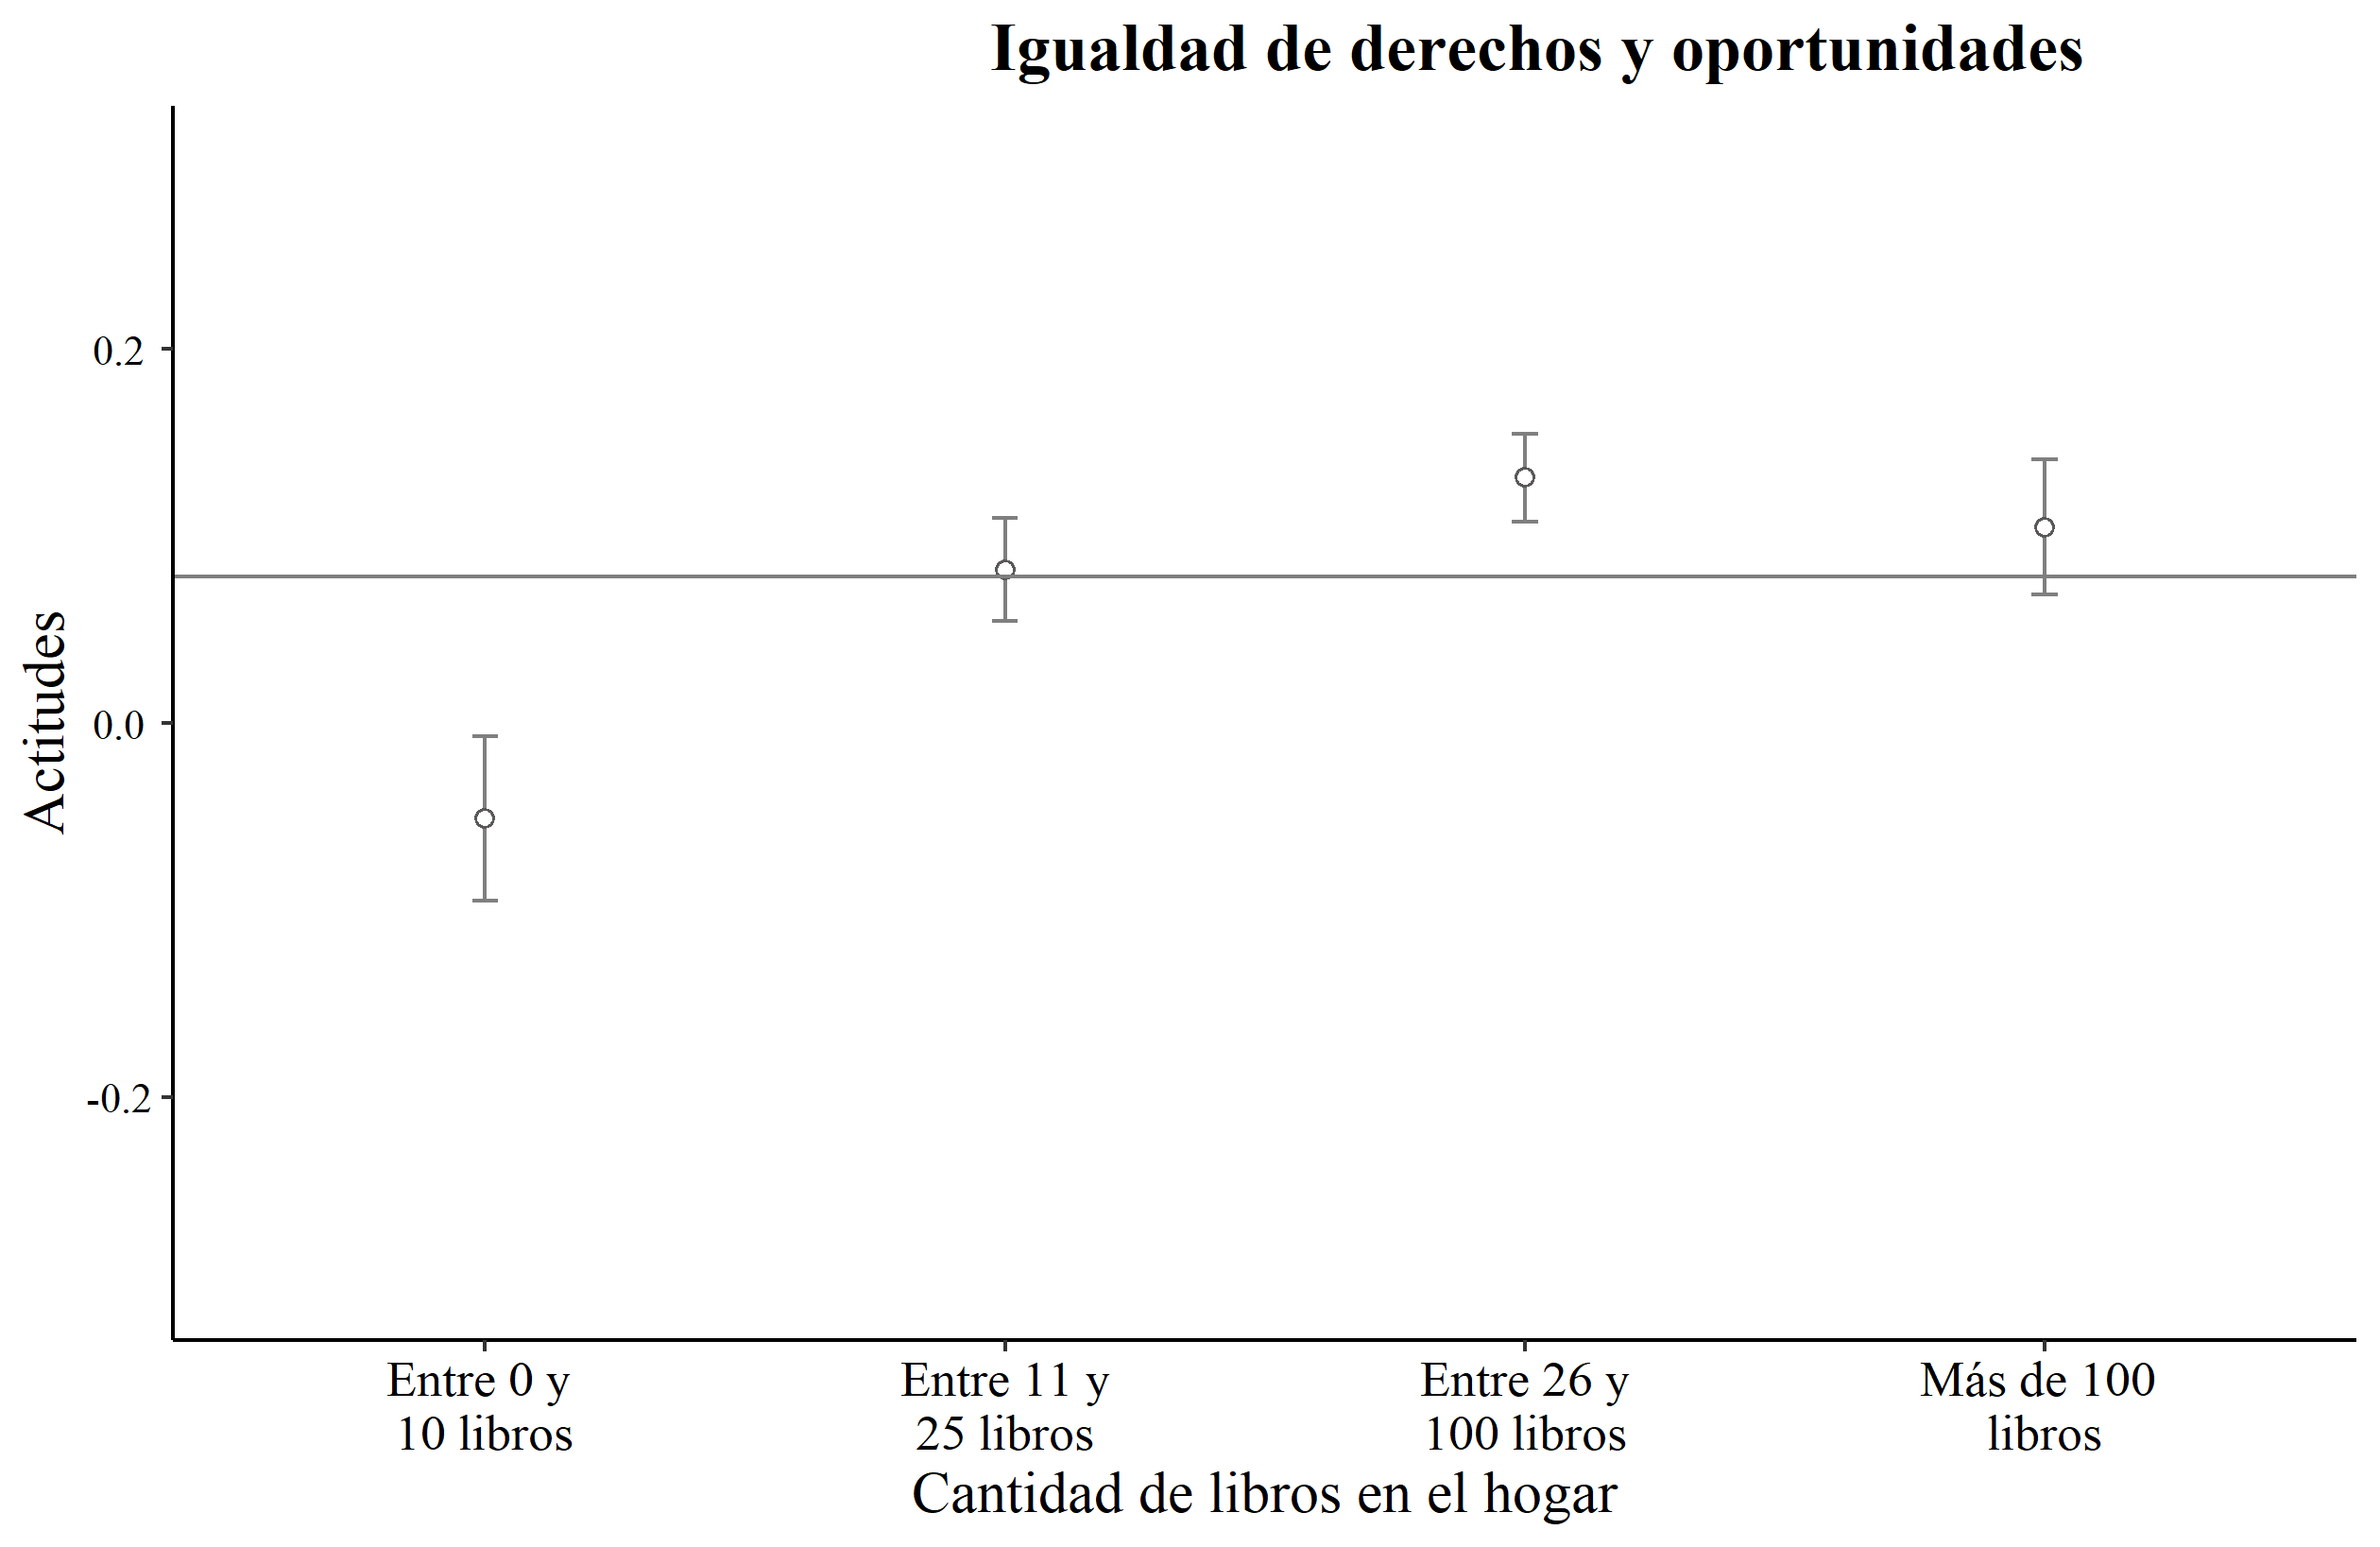 Igualdad de derechos y oportunidades
Actitudes
0.2
0.0
-0.2
Entre 0 y
10 libros
Entre 11 y
25 libros
Entre 26 y
100 libros
Más de 100
libros
Cantidad de libros en el hogar